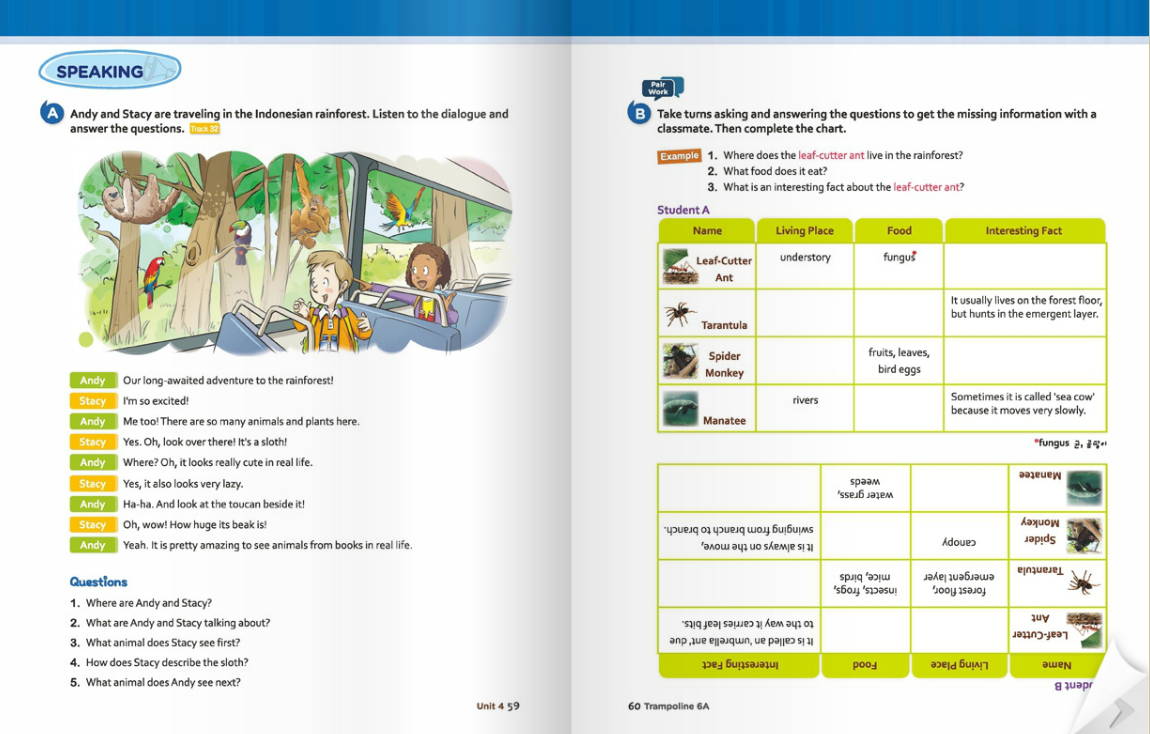 SPEAKING
A Andy and Stacy are traveling in the Indonesian rainforest. Listen to the dialogue and
answer the questions. Track 32
Andy Our long-awaited adventure to the rainforest!
Stacy I'm so excited!
Andy Me too! There are so many animals and plants here.
Stacy Yes. Oh, look over there! It's a sloth!
Andy Where? Oh, it looks really cute in real life.
Stacy Yes, it also looks very lazy.
Andy Ha-ha. And look at the toucan beside it!
Stacy Oh, wow! How huge its beak is!
Andy Yeah. It is pretty amazing to see animals from books in real life.
Questions
1. Where are Andy and Stacy?
2. What are Andy and Stacy talking about?
3. What animal does Stacy see first?
4. How does Stacy describe the sloth?
5. What animal does Andy see next?
Unit 4 59
Pair
Work
B Take turns asking and answering the questions to get the missing information with a
classmate. Then complete the chart.
Example 1. Where does the leaf-cutter ant live in the rainforest?
2. What food does it eat?
3. What is an interesting fact about the leaf-cutter ant?
Student A
Name Living Place Food Interesting Fact
Leaf-Cutter
Ant
understory
fungus*
Tarantula
It usually lives on the forest floor,
but hunts in the emergent layer.
Spider
Monkey
fruits, leaves,
bird eggs
Manatee
rivers
Sometimes it is called 'sea cow'
because it moves very slowly.
*fungus
B
Name Living Place Food Interesting Fact
Leaf-Cutter
Ant
It is called an 'umbrella ant' due
to the way it carries leaf bits.
Tarantula
forest floor,
emergent layer
insects, frogs,
mice, birds
Spider
Monkey
canopy
It is always on the move,
swinging from branch to branch.
Manatee
water grass,
weeds
60 Trampoline 6A